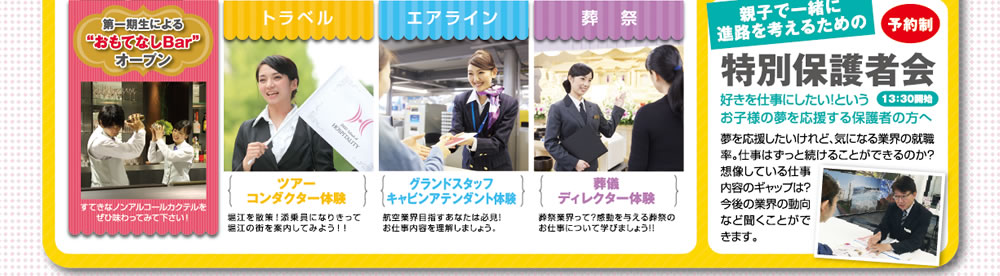 第一期生による
“おもてなしBar”
オープン
すてきなノンアルコールカクテルを
ぜひ味わってみて下さい!
トラベル
ツアー
コンダクター体験
堀江を散策!添乗員になりきって
堀江の街を案内してみよう!!
エアライン
グランドスタッフ
キャビンアテンダント体験
航空業界目指すあなたは必見!
お仕事内容を理解しましょう。
葬祭
葬儀
ディレクター体験
葬祭業界って?感動を与える葬祭の
お仕事について学びましょう!!
親子で一緒に
進路を考えるための
予約制
特別保護者会
好きを仕事にしたい!という
13:30開始
お子様の夢を応援する保護者の方へ
夢を応援したいけれど、気になる業界の就職
率。仕事はずっと続けることができるのか?
想像している仕事
内容のギャップは?
今後の業界の動向
など聞くことがで
きます。